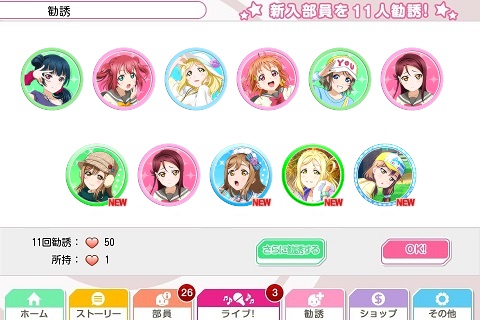 勧誘
新入部員を11人勧誘!
YOU
NEW
NEW
NEW
NEW
11回勧誘: 50
所持: 1
さらに勧誘する
OK!
26
3
ホーム
ストーリー
部員
ライブ!
勧誘
ショップ
その他